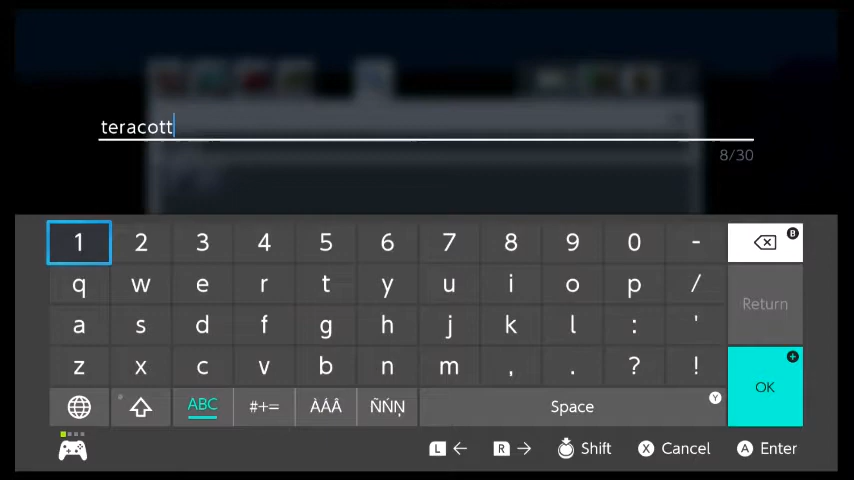 teracott
8/30
1 2 3 4 5 6 7 8 9 0 - B
q w e r t y u i o p / Return
a s d f g h j k l : '
z x c v b n m , . ? ! + OK
ABC #+= ÀÁÂ ÑŃŅ Space Y
L ← R → Shift X Cancel A Enter